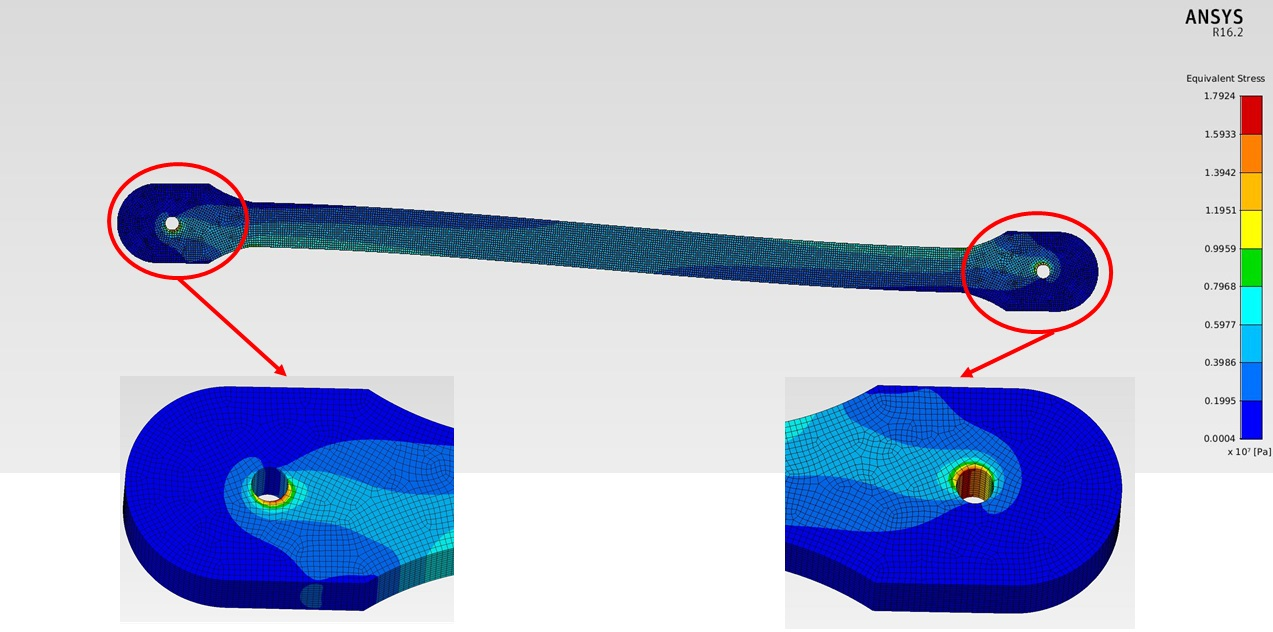 ANSYS
R16.2
Equivalent Stress
1.7924
1.5933
1.3942
1.1951
0.9959
0.7968
0.5977
0.3986
0.1995
0.0004
x 10⁷ [Pa]